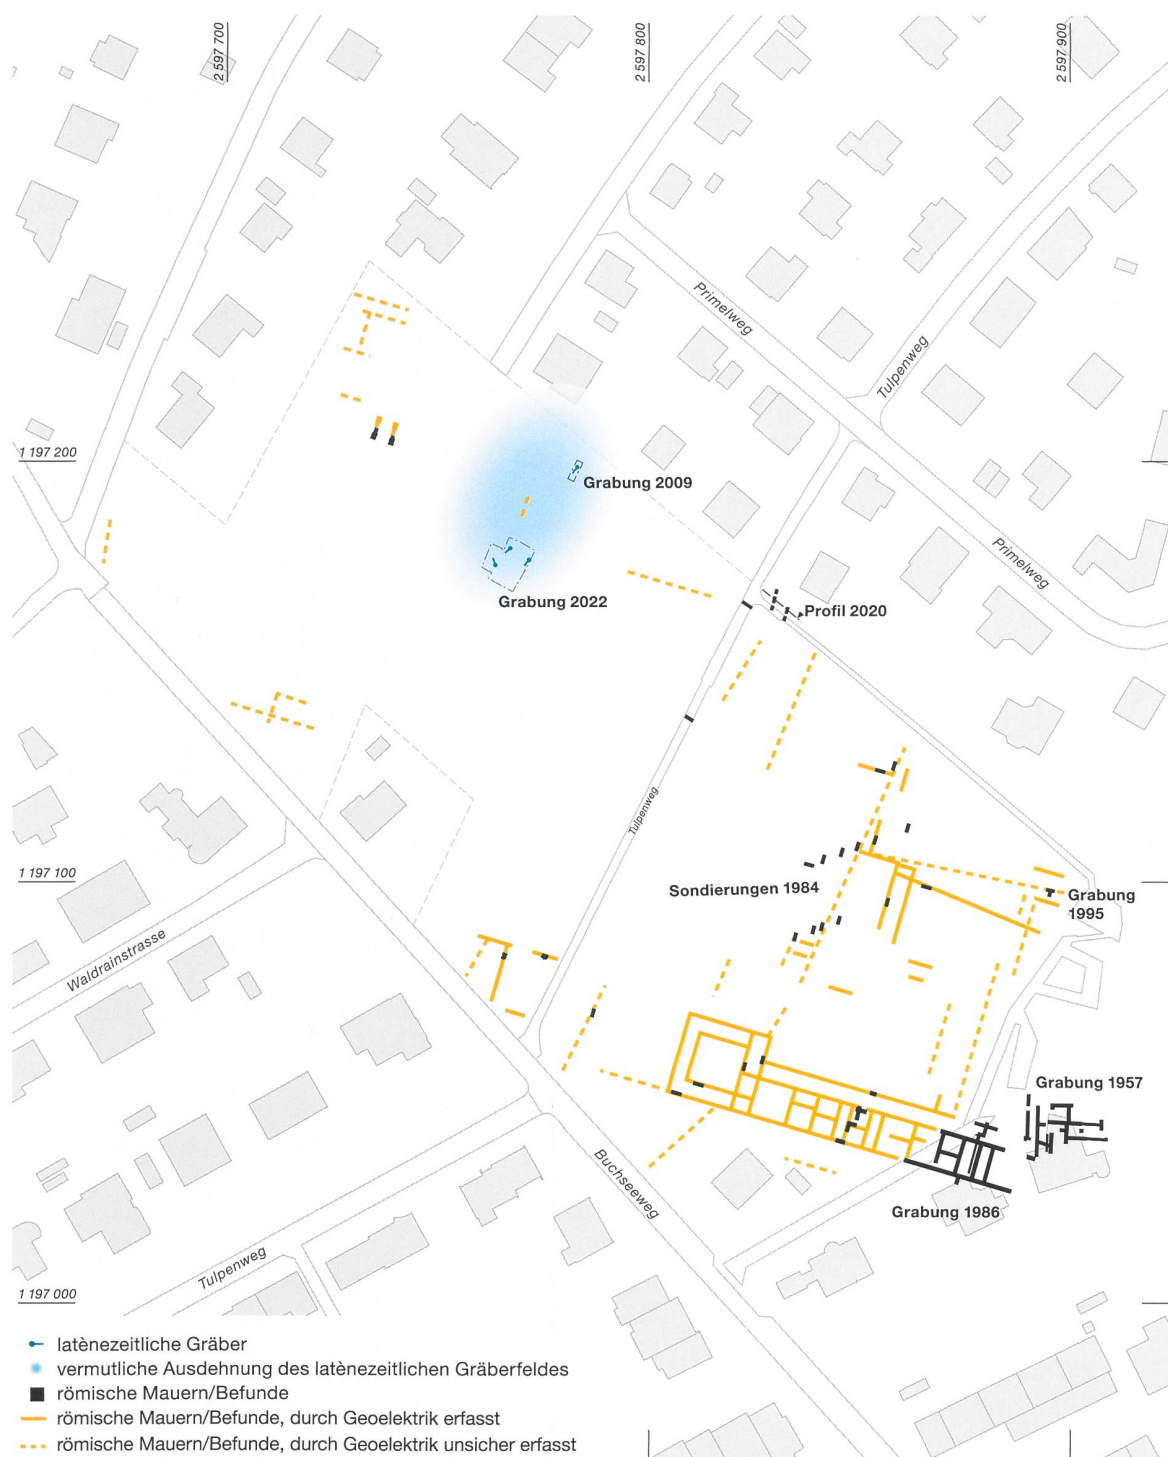 2 597 700
2 597 800
2 597 900
Primelweg
Tulpenweg
1 197 200
Grabung 2009
Primelweg
Grabung 2022
Profil 2020
Tulpenweg
1 197 100
Sondierungen 1984
Grabung
1995
Waldrainstrasse
Grabung 1957
Buchseeweg
Grabung 1986
Tulpenweg
1 197 000
latènezeitliche Gräber
vermutliche Ausdehnung des latènezeitlichen Gräberfeldes
römische Mauern/Befunde
römische Mauern/Befunde, durch Geoelektrik erfasst
römische Mauern/Befunde, durch Geoelektrik unsicher erfasst